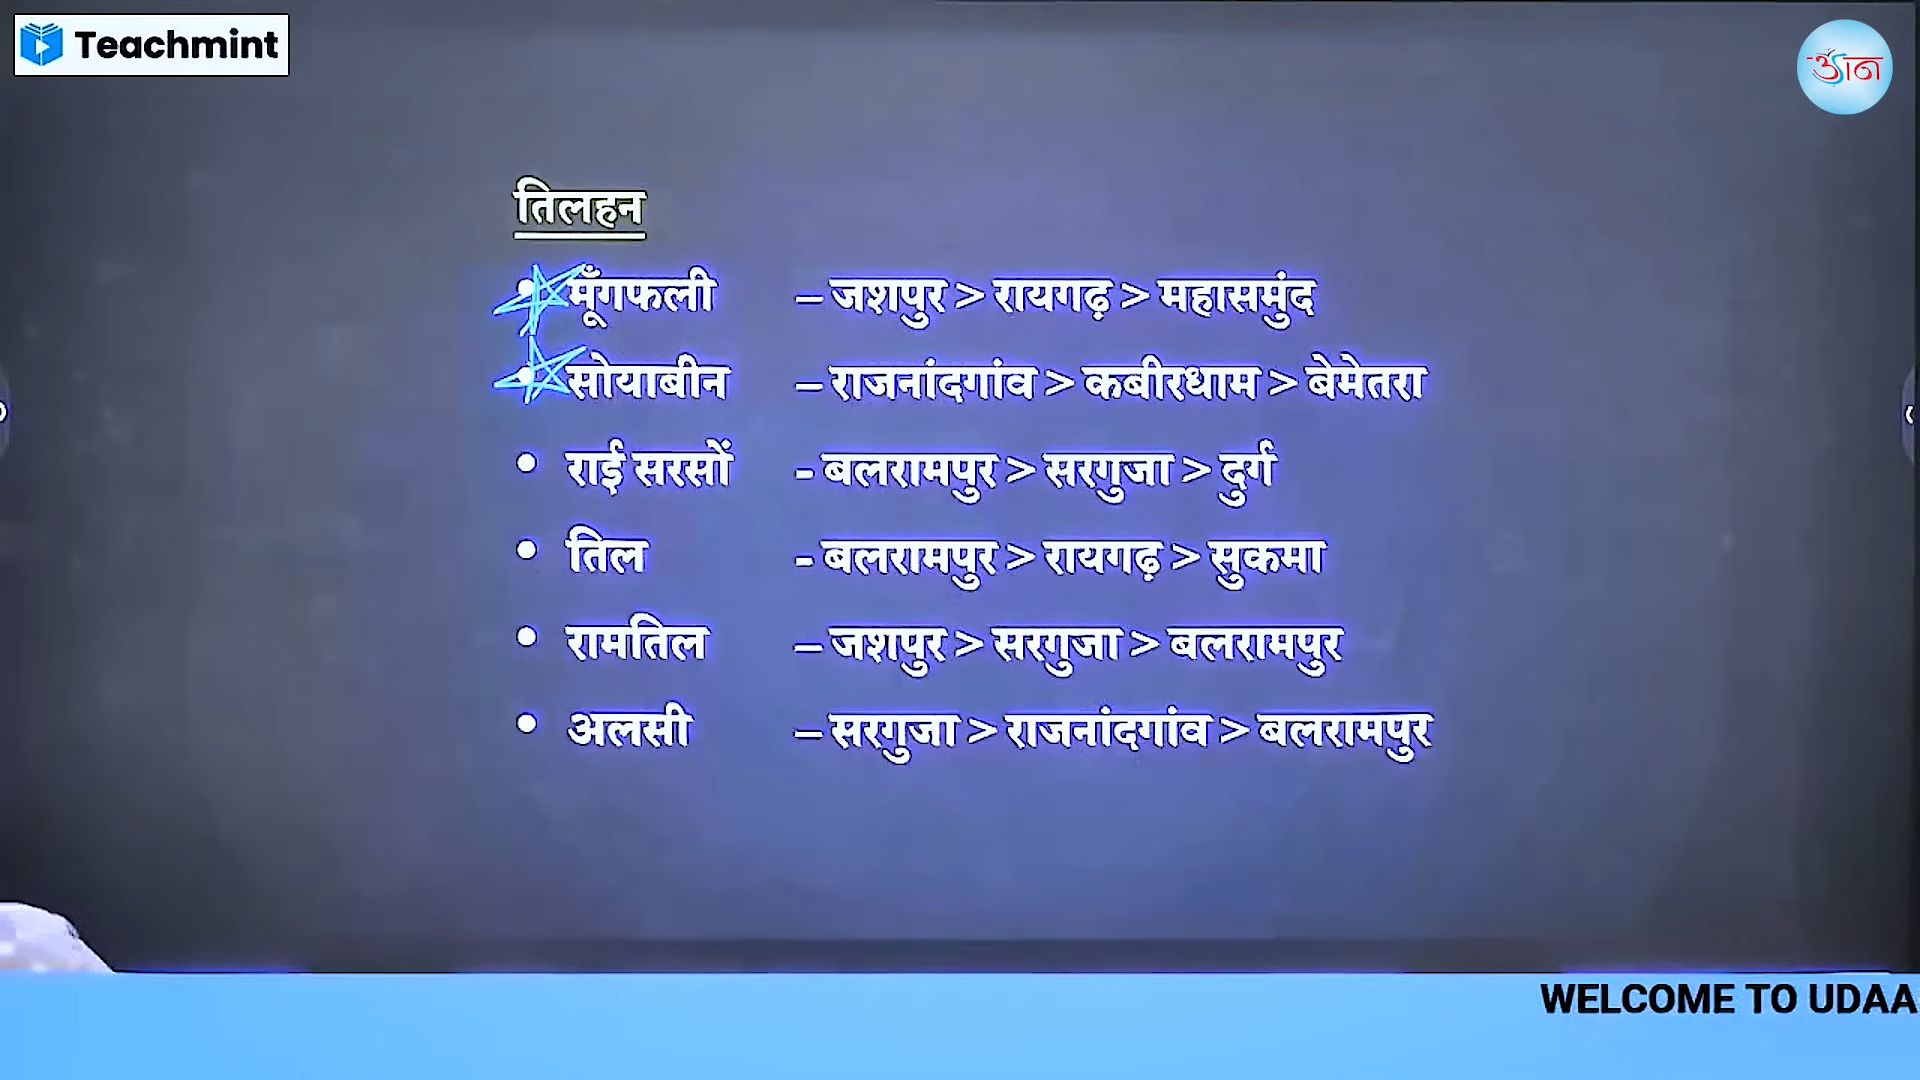 Teachmint
उड़ान
तिलहन
• मूँगफली – जशपुर > रायगढ़ > महासमुंद
• सोयाबीन – राजनांदगांव > कबीरधाम > बेमेतरा
• राई सरसों - बलरामपुर > सरगुजा > दुर्ग
• तिल - बलरामपुर > रायगढ़ > सुकमा
• रामतिल – जशपुर > सरगुजा > बलरामपुर
• अलसी – सरगुजा > राजनांदगांव > बलरामपुर
WELCOME TO UDAA